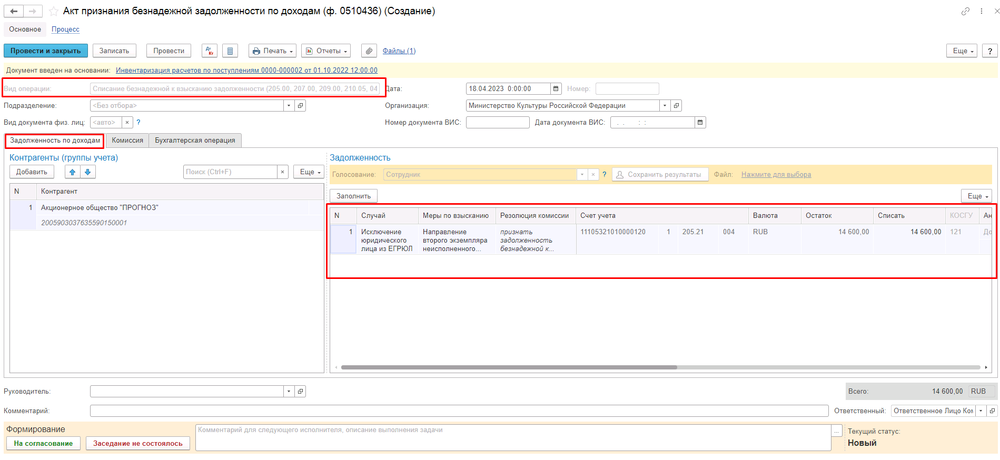 Акт признания безнадежной задолженности по доходам (ф. 0510436) (Создание)
Основное Процесс
Провести и закрыть Записать Провести Дт Кт Печать Отчеты Файлы (1) Еще ?
Документ введен на основании: Инвентаризация расчетов по поступлениям 0000-000002 от 01.10.2022 12:00:00
Вид операции: Списание безнадежной к взысканию задолженности (205.00, 207.00, 209.00, 210.05, 04 Дата: 18.04.2023 0:00:00 Номер:
Подразделение: <Без отбора> Организация: Министерство Культуры Российской Федерации
Вид документа физ. лиц: <авто> × ? Номер документа ВИС: Дата документа ВИС: . . : :
Задолженность по доходам Комиссия Бухгалтерская операция
Контрагенты (группы учета)
Добавить Поиск (Ctrl+F) × Еще
N Контрагент
1 Акционерное общество "ПРОГНОЗ"
2005903037635590150001
Задолженность
Голосование: Сотрудник × ? Сохранить результаты Файл: Нажмите для выбора
Заполнить Еще
N Случай Меры по взысканию Резолюция комиссии Счет учета Валюта Остаток Списать КОСГУ Ан
1 Исключение Направление признать 11105321010000120 1 205.21 004 RUB 14 600,00 14 600,00 121 До
юридического второго экземпляра задолженность
лица из ЕГРЮЛ неисполненного... безнадежной к...
Руководитель: Всего: 14 600,00 RUB
Комментарий: Ответственный: Ответственное Лицо Ком
Формирование Комментарий для следующего исполнителя, описание выполнения задачи ... Текущий статус:
На согласование Заседание не состоялось Новый